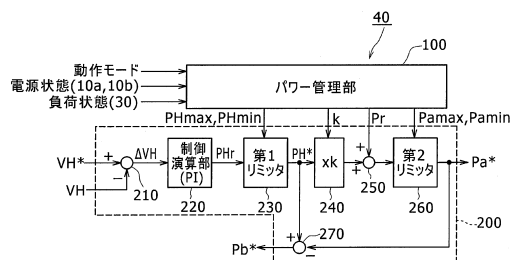 40
100
動作モード
電源状態(10a,10b)
負荷状態(30)
パワー管理部
PHmax,PHmin
k
Pr
Pamax,Pamin
VH*
+
−
ΔVH
制御
演算部
(PI)
PHr
第1
リミッタ
PH*
xk
+
+
第2
リミッタ
Pa*
VH
210
220
230
240
250
260
200
270
+
−
Pb*